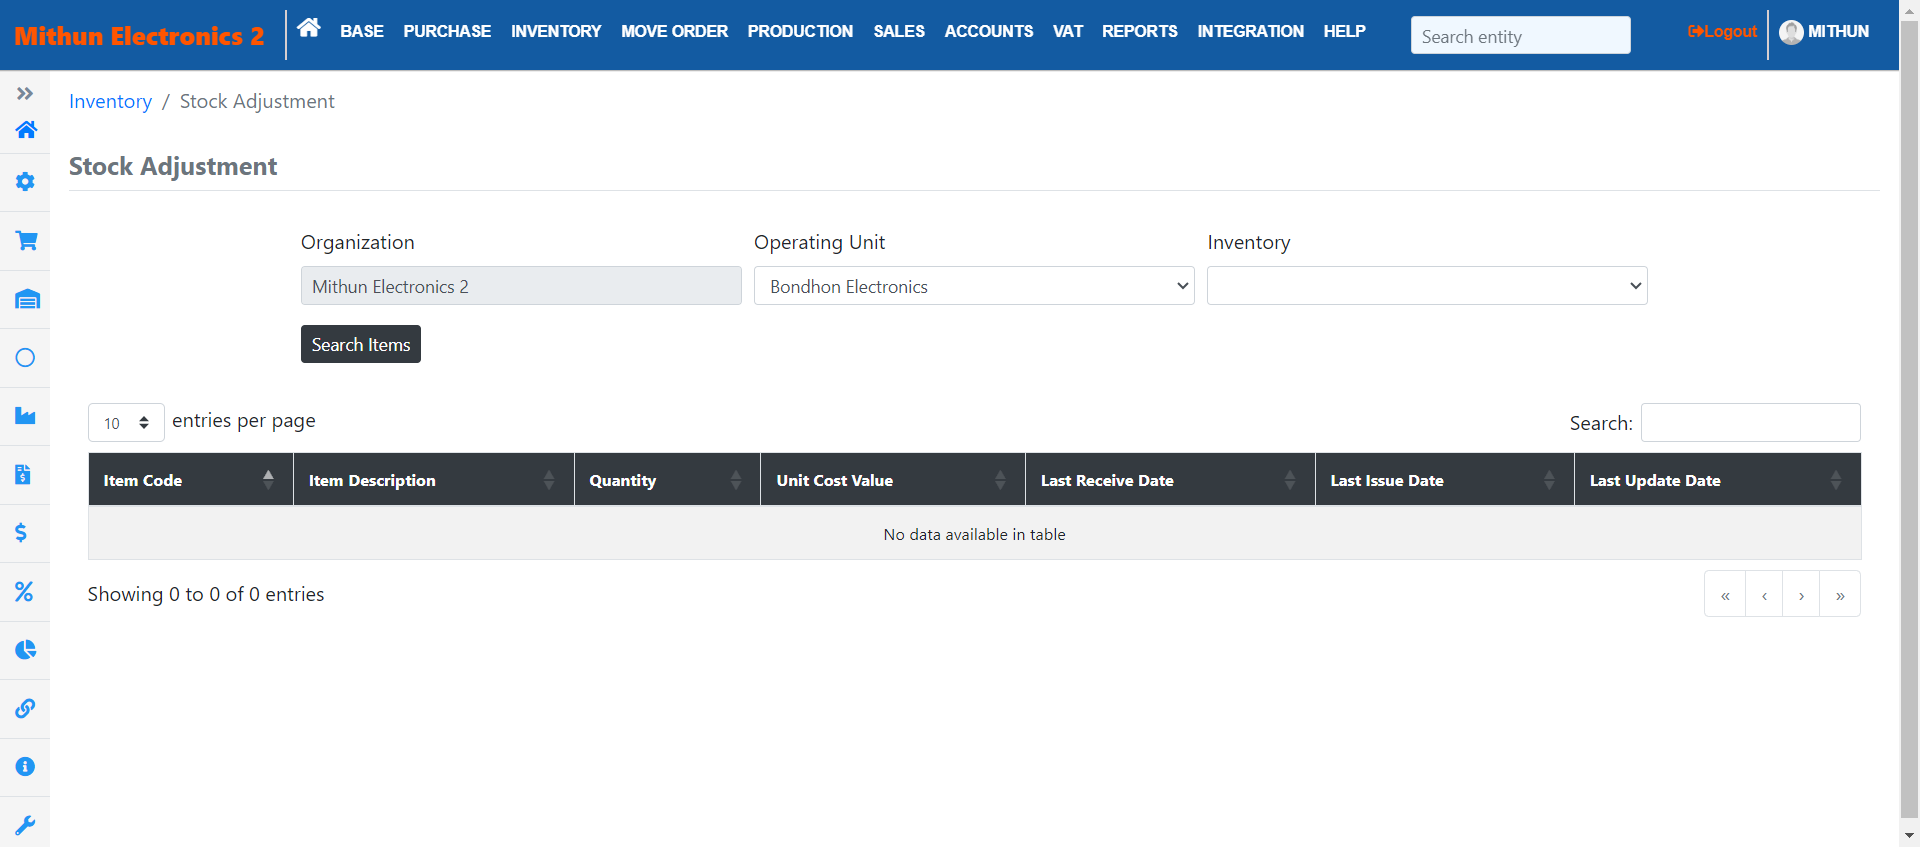 Mithun Electronics 2
BASE PURCHASE INVENTORY MOVE ORDER PRODUCTION SALES ACCOUNTS VAT REPORTS INTEGRATION HELP
Search entity
Logout
MITHUN
Inventory / Stock Adjustment
Stock Adjustment
Organization Operating Unit Inventory
Mithun Electronics 2 Bondhon Electronics
Search Items
10 entries per page Search:
Item Code Item Description Quantity Unit Cost Value Last Receive Date Last Issue Date Last Update Date
No data available in table
Showing 0 to 0 of 0 entries
« ‹ › »